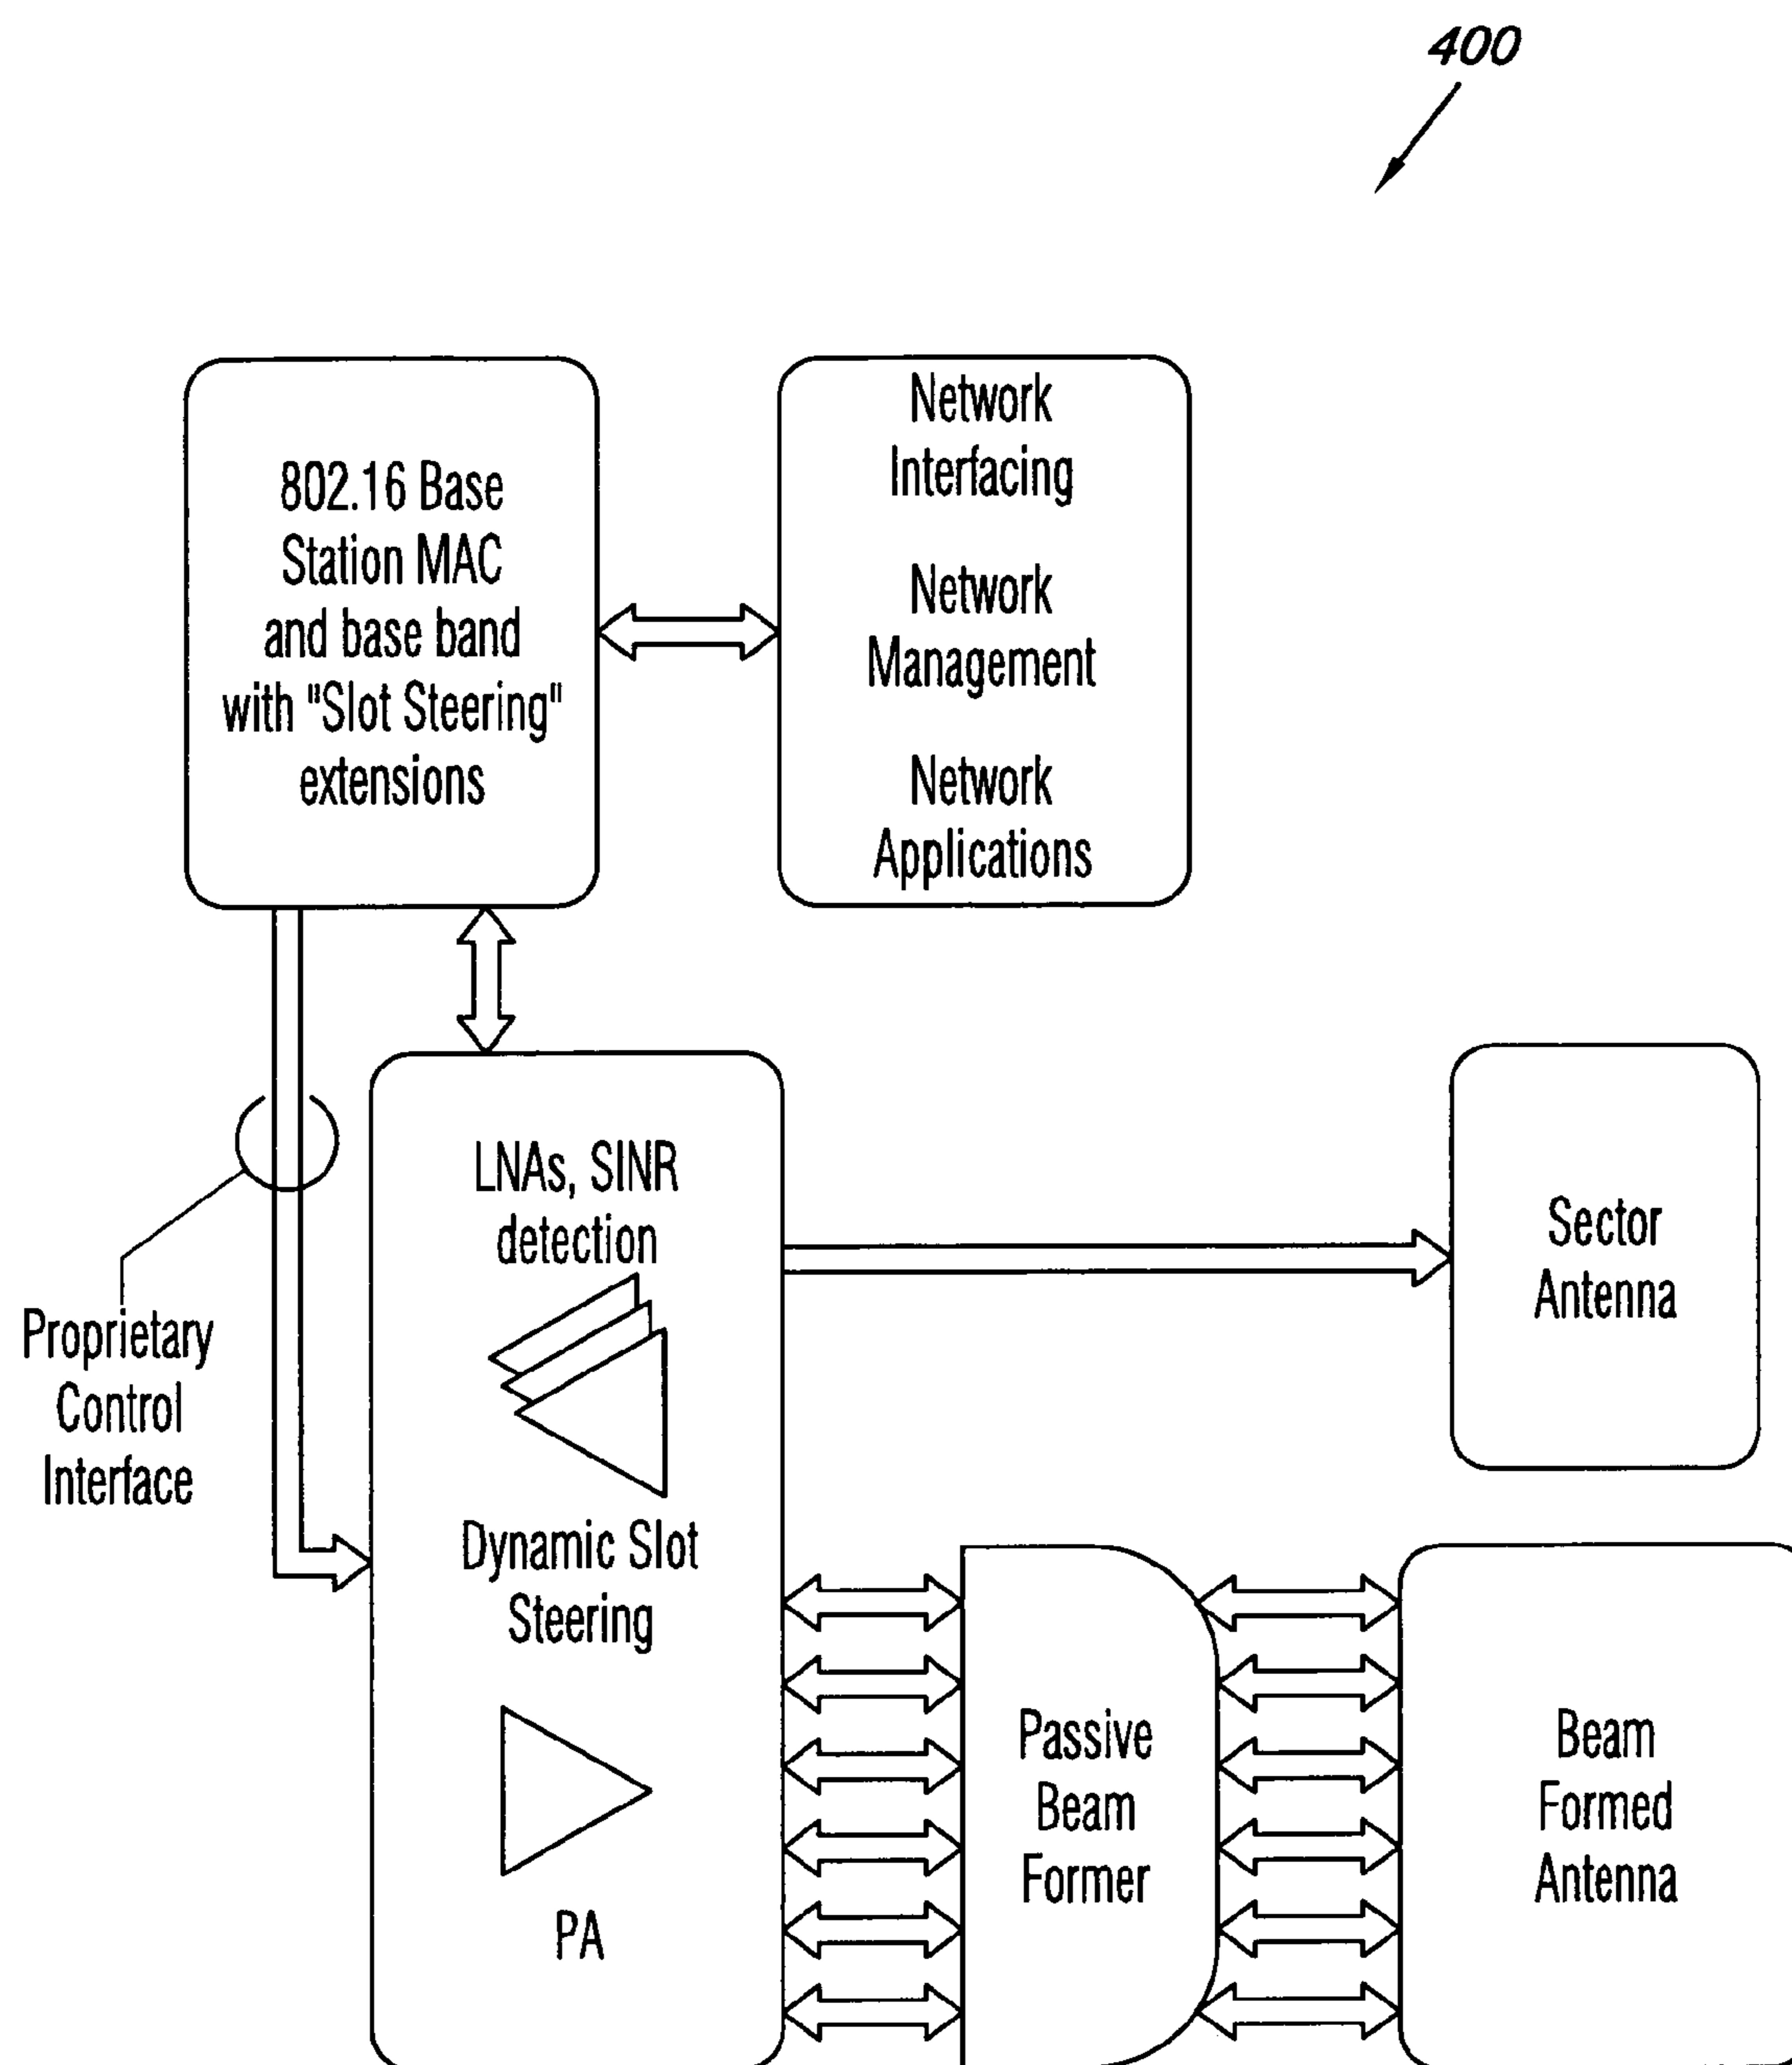 400
802.16 Base
Station MAC
and base band
with "Slot Steering"
extensions
Network
Interfacing
Network
Management
Network
Applications
LNAs, SINR
detection
Dynamic Slot
Steering
PA
Proprietary
Control
Interface
Sector
Antenna
Passive
Beam
Former
Beam
Formed
Antenna